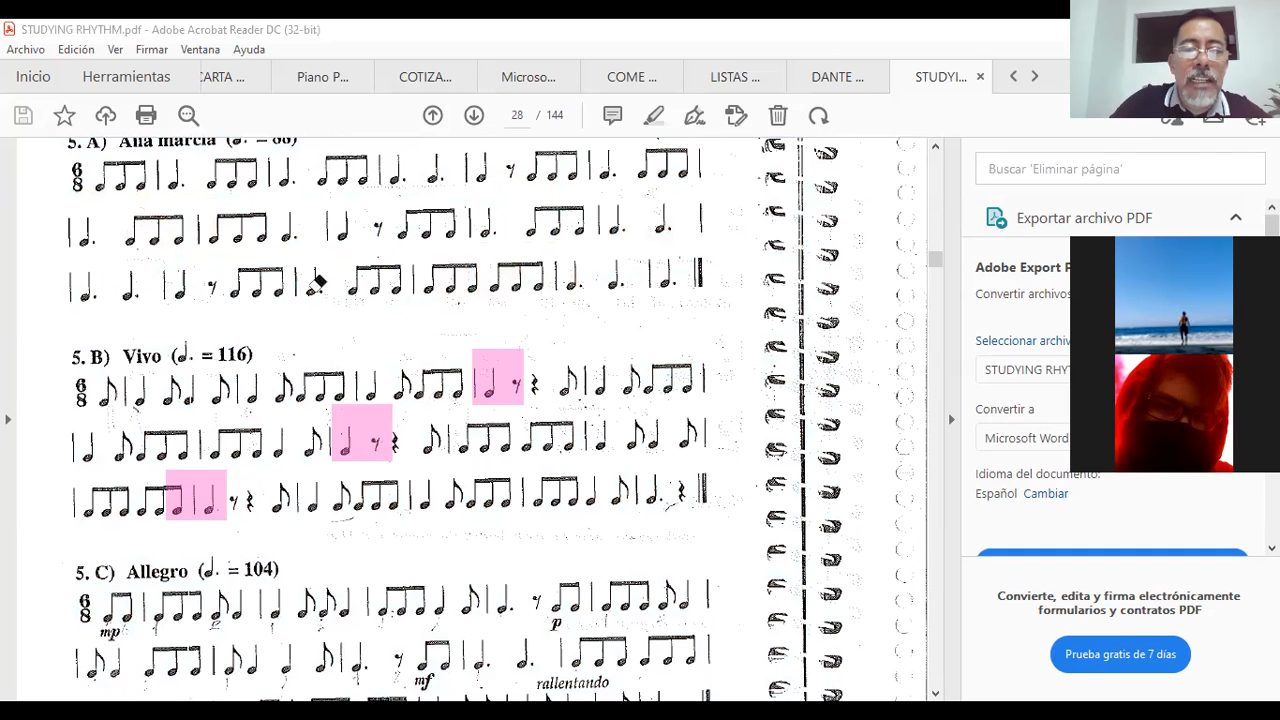 STUDYING RHYTHM.pdf - Adobe Acrobat Reader DC (32-bit)
Archivo Edición Ver Firmar Ventana Ayuda
Inicio Herramientas CARTA ... Piano P... COTIZA... Microso... COME ... LISTAS ... DANTE ... STUDYI... ×
28 / 144
5. A) Alla marcia (♩. = 88)
6
8
5. B) Vivo (♩. = 116)
6
8
5. C) Allegro (♩. = 104)
6
8
mp p
mf rallentando
Buscar 'Eliminar página'
Exportar archivo PDF
Adobe Export P
Convertir archivos
Seleccionar archiv
STUDYING RHY
Convertir a
Microsoft Word
Idioma del documento:
Español Cambiar
Convierte, edita y firma electrónicamente
formularios y contratos PDF
Prueba gratis de 7 días